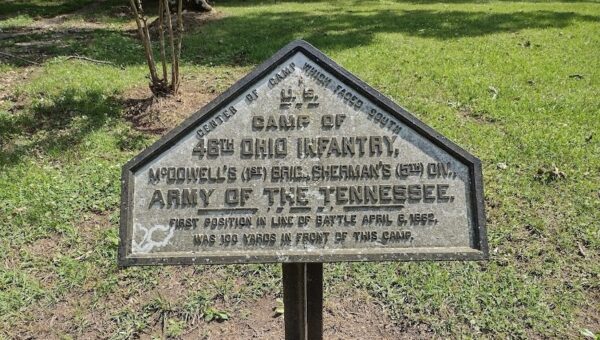 CENTER OF CAMP WHICH FACED SOUTH
U.S.
CAMP OF
46TH OHIO INFANTRY,
McDOWELL'S (1ST) BRIG., SHERMAN'S (5TH) DIV.,
ARMY OF THE TENNESSEE.
FIRST POSITION IN LINE OF BATTLE APRIL 6, 1862,
WAS 100 YARDS IN FRONT OF THIS CAMP.